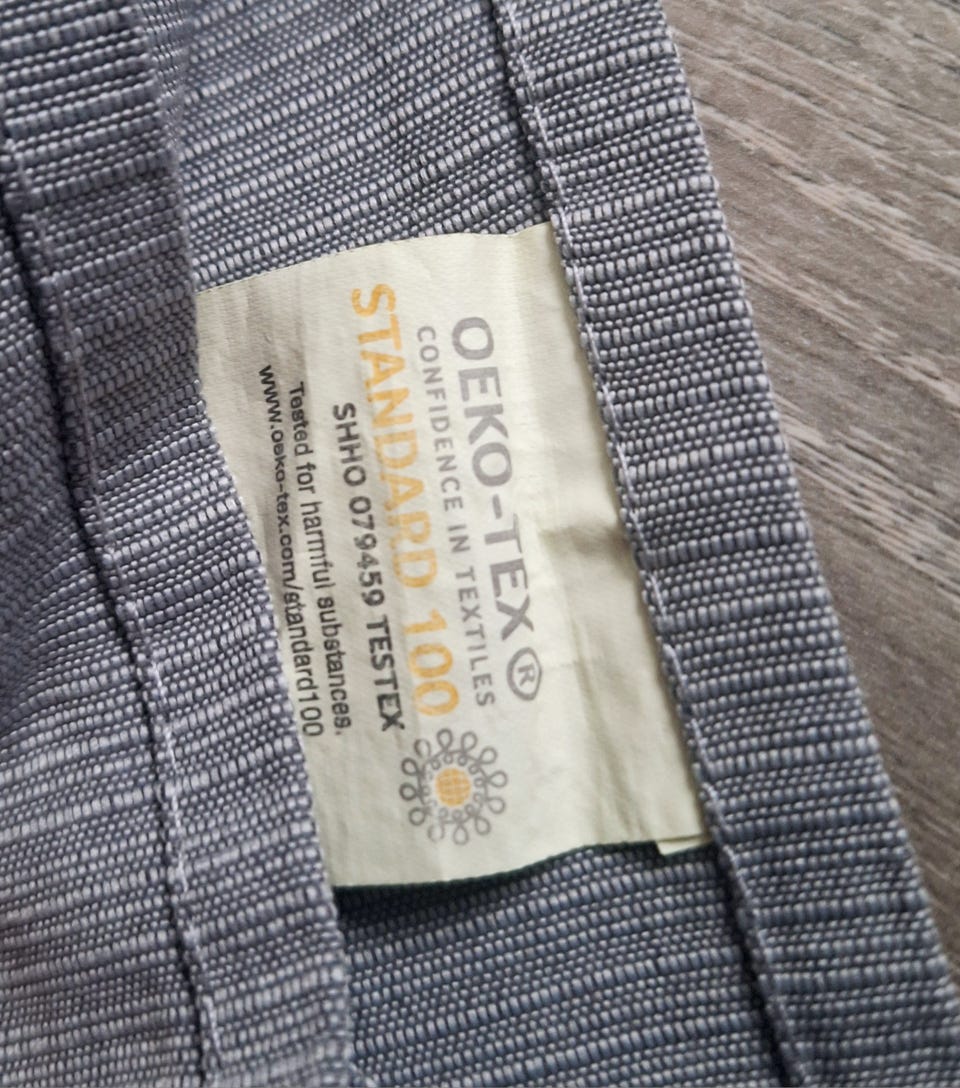 OEKO-TEX®
CONFIDENCE IN TEXTILES
STANDARD 100
SHHO 079459 TESTEX
Tested for harmful substances.
www.oeko-tex.com/standard100